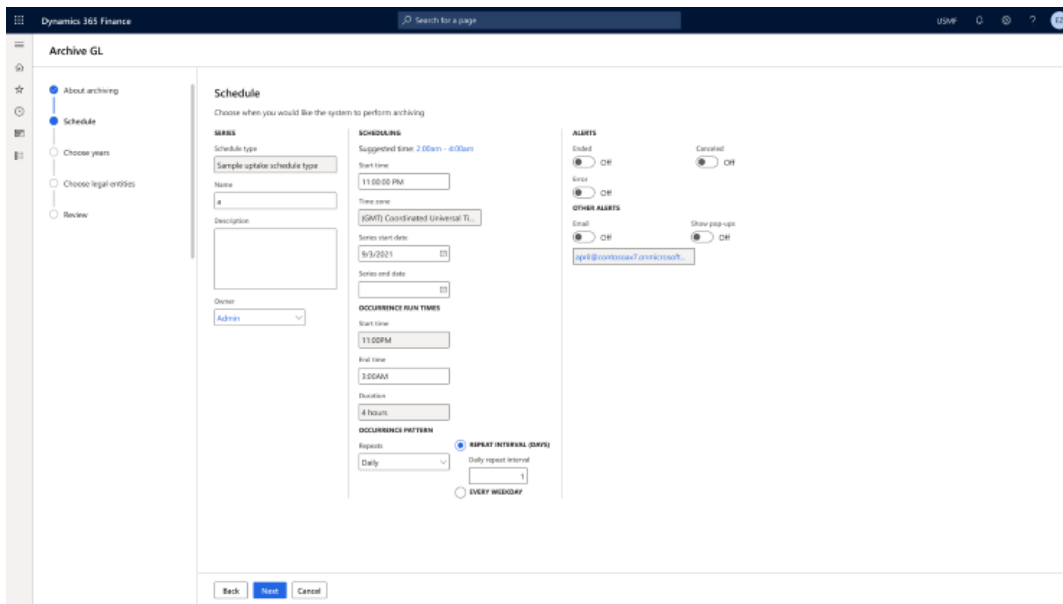 Dynamics 365 Finance
Search for a page
USMF
?
EZ
Archive GL
About archiving
Schedule
Choose years
Choose legal entities
Review
Schedule
Choose when you would like the system to perform archiving
SERIES
Schedule type
Sample uptake schedule type
Name
a
Description
Owner
Admin
SCHEDULING
Suggested time: 2:00am - 4:00am
Start time
11:00:00 PM
Time zone
(GMT) Coordinated Universal Ti...
Series start date
9/3/2021
Series end date
OCCURRENCE RUN TIMES
Start time
11:00PM
End time
3:00AM
Duration
4 hours
OCCURRENCE PATTERN
Repeats
Daily
REPEAT INTERVAL (DAYS)
Daily repeat interval
1
EVERY WEEKDAY
ALERTS
Ended
Off
Canceled
Off
Error
Off
OTHER ALERTS
Email
Off
Show pop-ups
Off
april@contosoax7.onmicrosoft...
Back
Next
Cancel